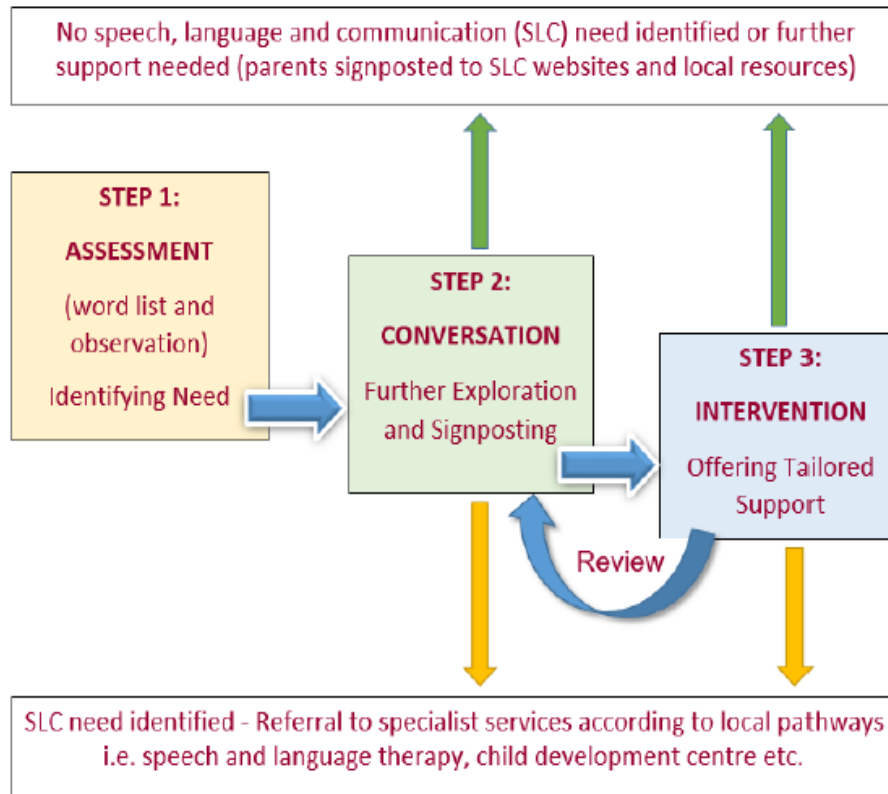 No speech, language and communication (SLC) need identified or further
support needed (parents signposted to SLC websites and local resources)
STEP 1:
ASSESSMENT
(word list and
observation)
Identifying Need
STEP 2:
CONVERSATION
Further Exploration
and Signposting
STEP 3:
INTERVENTION
Offering Tailored
Support
Review
SLC need identified - Referral to specialist services according to local pathways
i.e. speech and language therapy, child development centre etc.